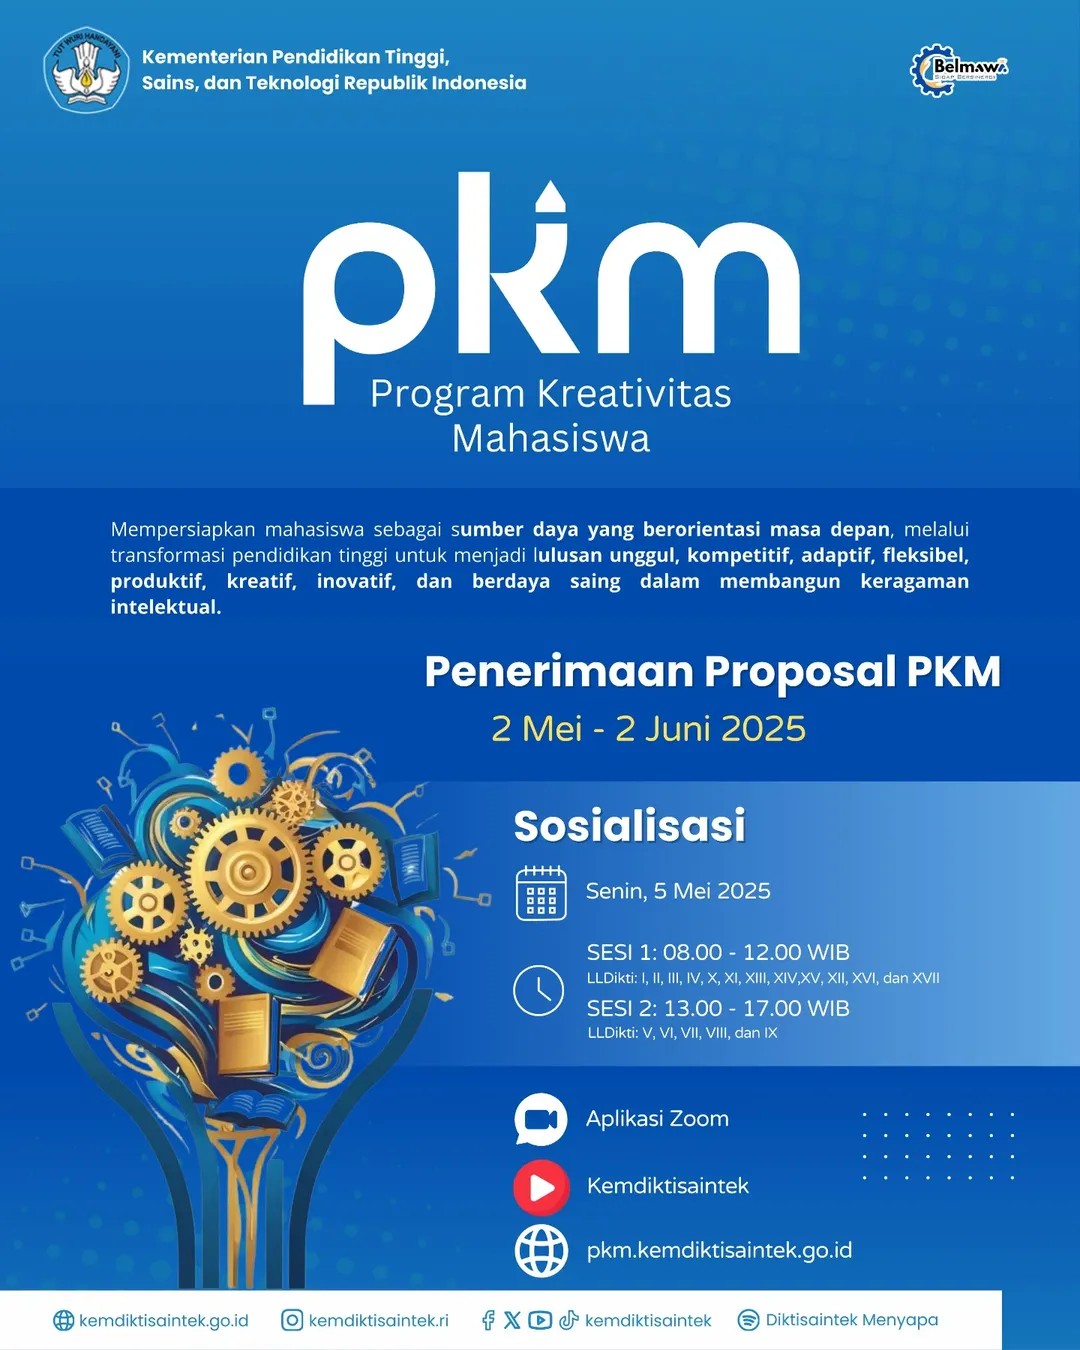 TUT WURI HANDAYANI
Kementerian Pendidikan Tinggi,
Sains, dan Teknologi Republik Indonesia
Belmawa
SIGAP BERSINERGI
pkm
Program Kreativitas
Mahasiswa
Mempersiapkan mahasiswa sebagai sumber daya yang berorientasi masa depan, melalui
transformasi pendidikan tinggi untuk menjadi lulusan unggul, kompetitif, adaptif, fleksibel,
produktif, kreatif, inovatif, dan berdaya saing dalam membangun keragaman
intelektual.
Penerimaan Proposal PKM
2 Mei - 2 Juni 2025
Sosialisasi
Senin, 5 Mei 2025
SESI 1: 08.00 - 12.00 WIB
LLDikti: I, II, III, IV, X, XI, XIII, XIV,XV, XII, XVI, dan XVII
SESI 2: 13.00 - 17.00 WIB
LLDikti: V, VI, VII, VIII, dan IX
Aplikasi Zoom
Kemdiktisaintek
pkm.kemdiktisaintek.go.id
kemdiktisaintek.go.id
kemdiktisaintek.ri
kemdiktisaintek
Diktisaintek Menyapa